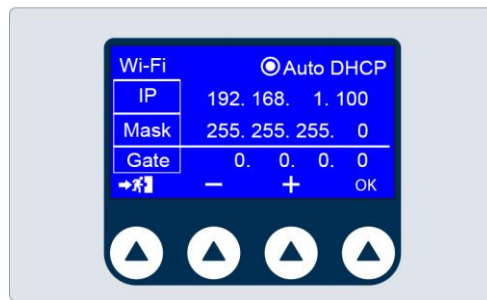 Wi-Fi Auto DHCP
IP 192. 168. 1. 100
Mask 255. 255. 255. 0
Gate 0. 0. 0. 0
− + OK